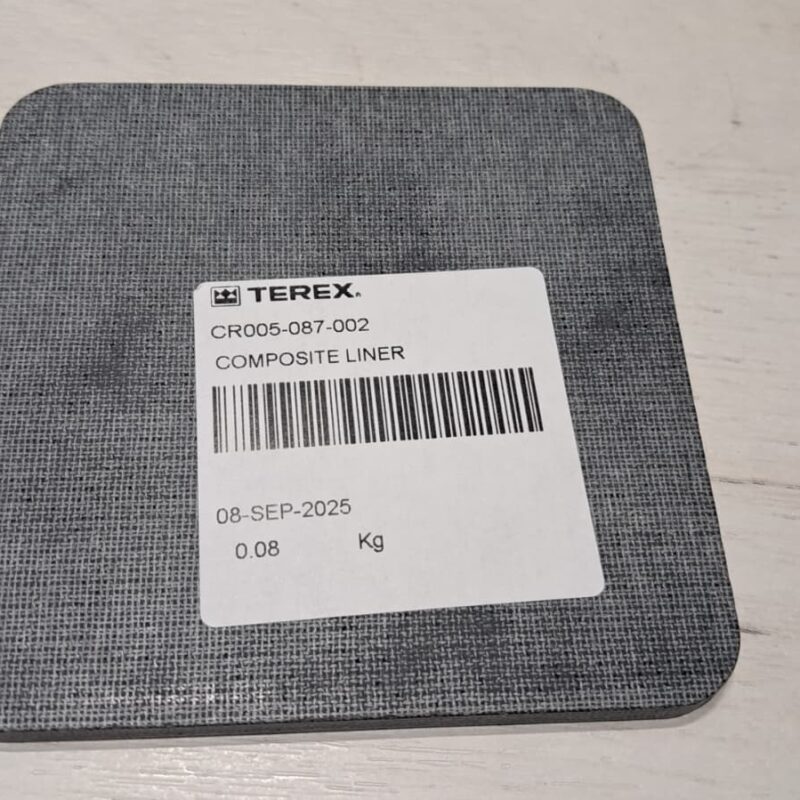 TEREX®
CR005-087-002
COMPOSITE LINER
08-SEP-2025
0.08 Kg